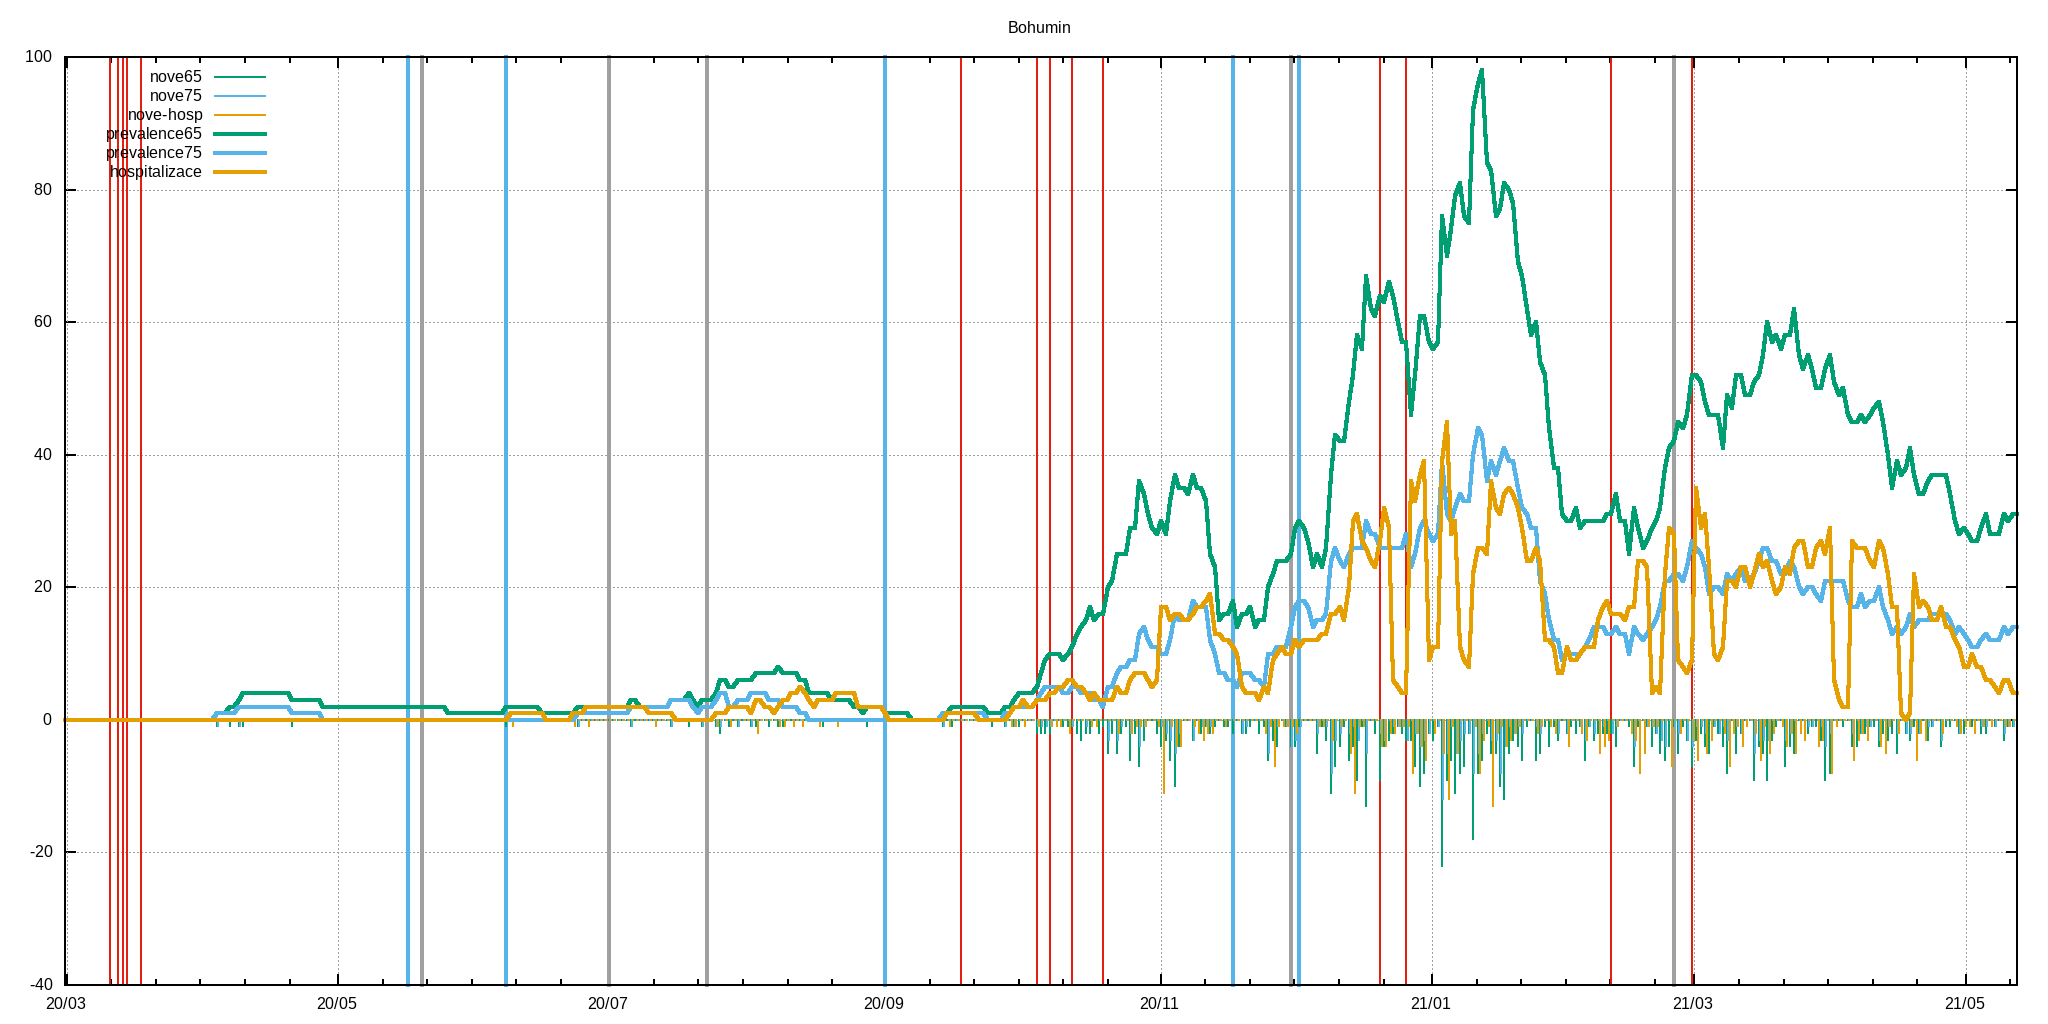 Bohumin
100
80
60
40
20
0
-20
-40
nove65
nove75
nove-hosp
prevalence65
prevalence75
hospitalizace
20/03 20/05 20/07 20/09 20/11 21/01 21/03 21/05